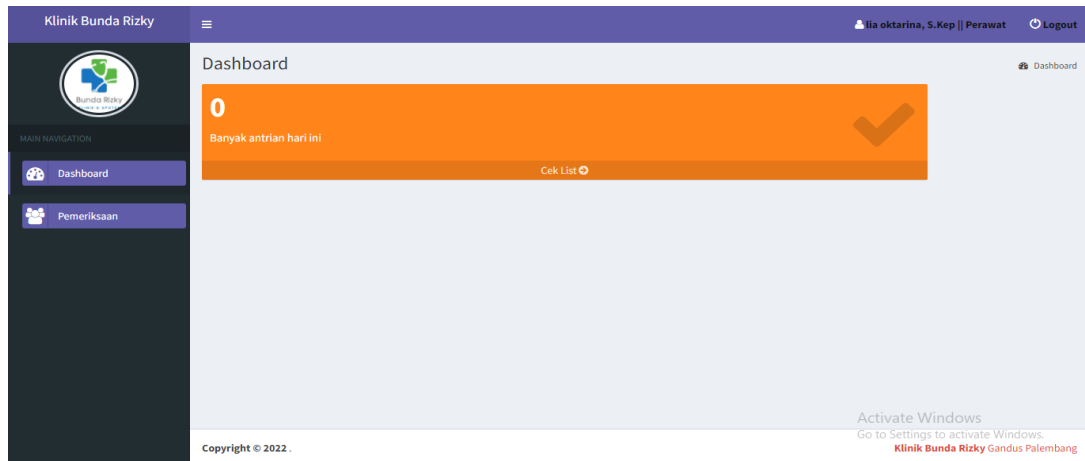 Klinik Bunda Rizky
lia oktarina, S.Kep || Perawat
Logout
Bunda Rizky
Dashboard
Dashboard
0
Banyak antrian hari ini
Cek List
MAIN NAVIGATION
Dashboard
Pemeriksaan
Activate Windows
Go to Settings to activate Windows.
Copyright © 2022 .
Klinik Bunda Rizky Gandus Palembang